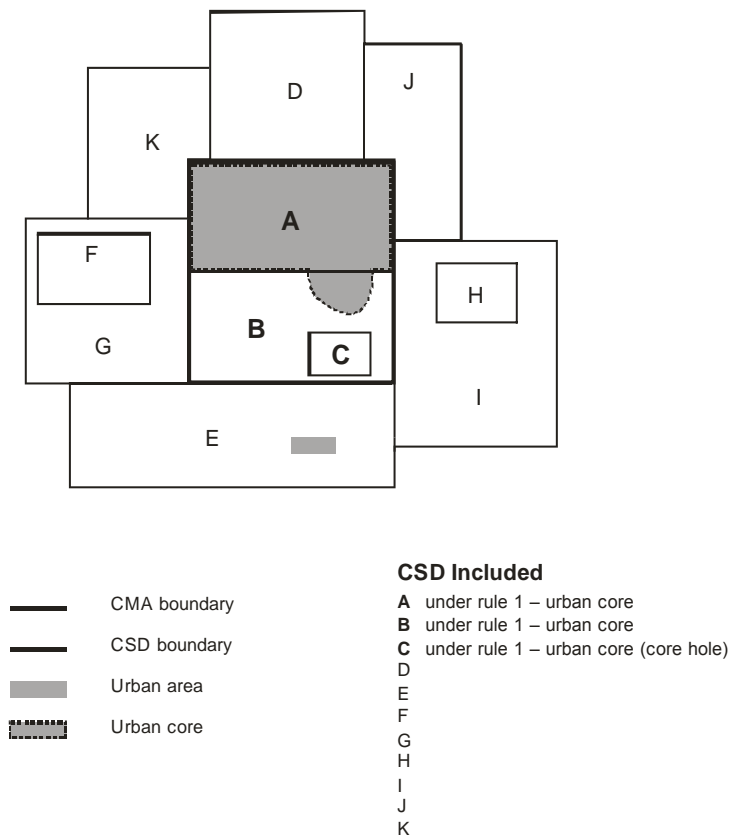 D
J
K
A
F
H
B
G
C
I
E
CMA boundary
CSD boundary
Urban area
Urban core
CSD Included
A under rule 1 – urban core
B under rule 1 – urban core
C under rule 1 – urban core (core hole)
D
E
F
G
H
I
J
K